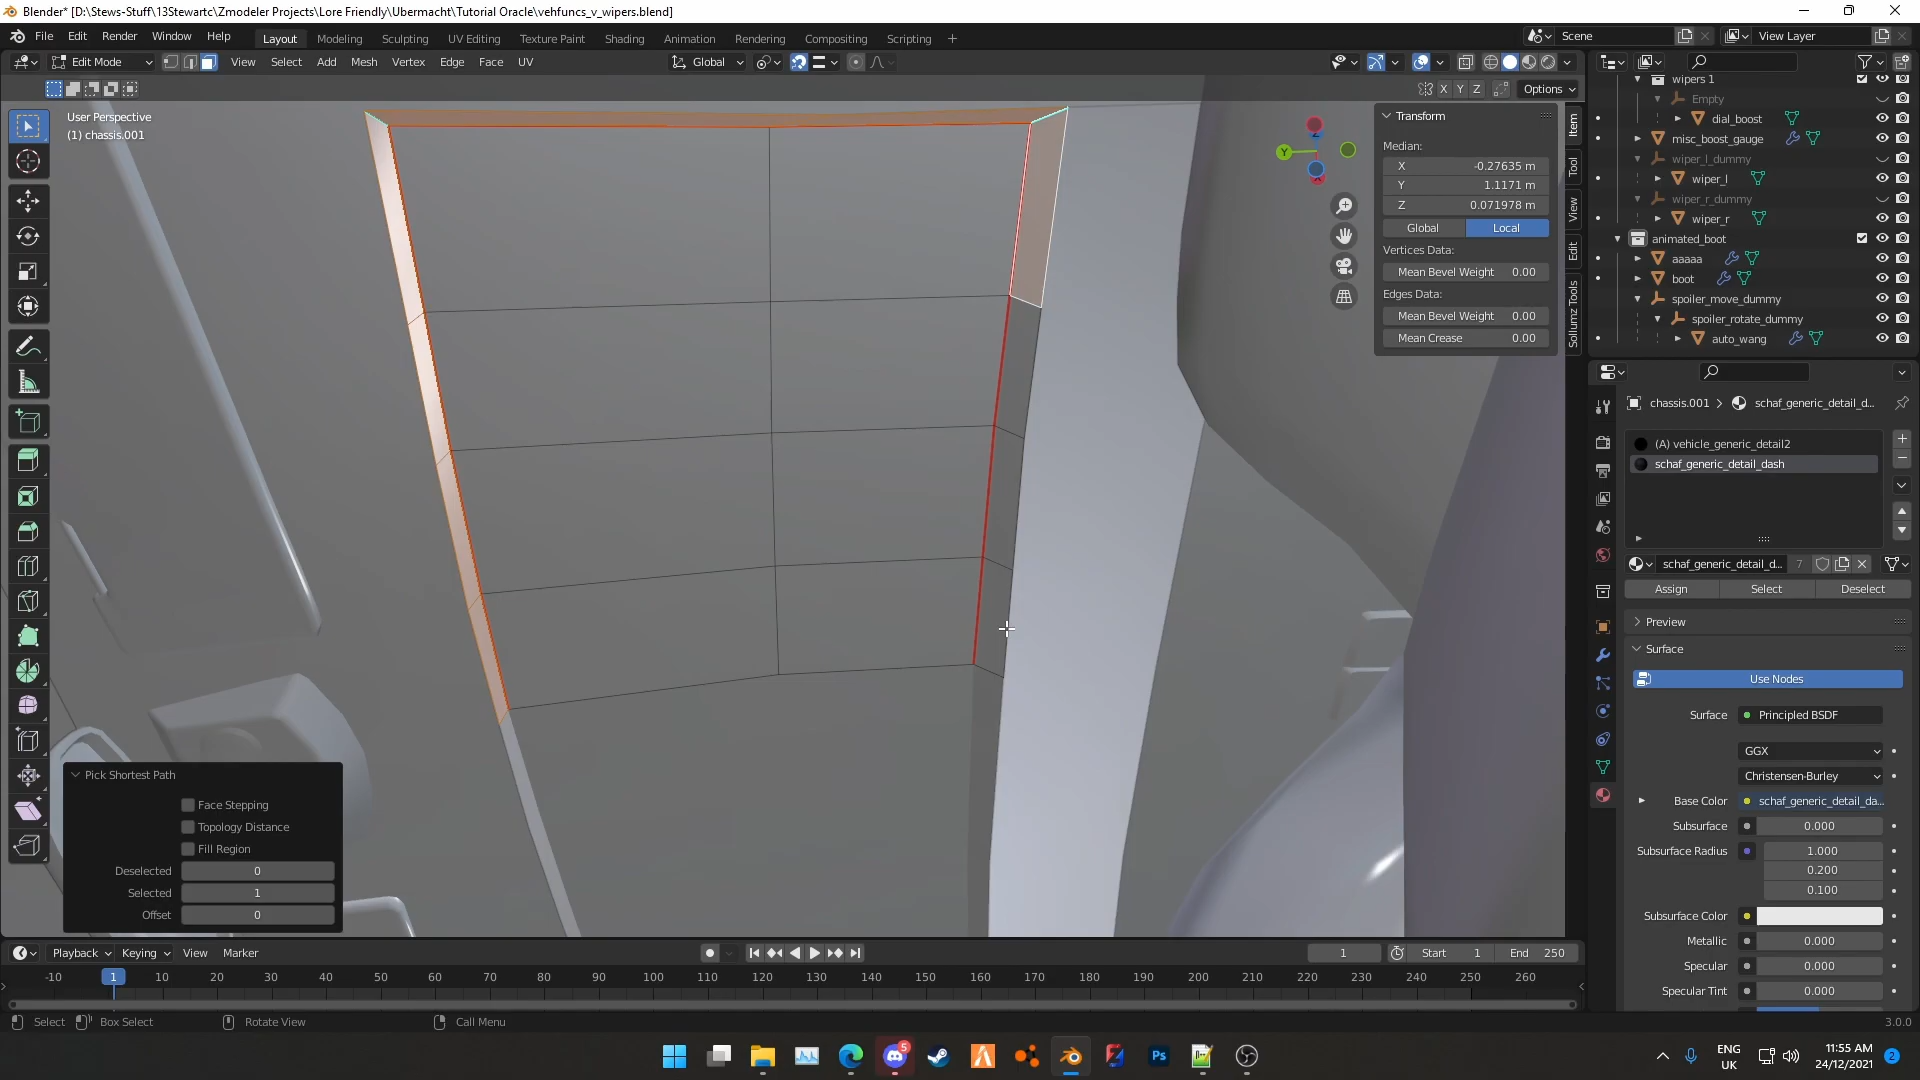 Blender* [D:\Stews-Stuff\13Stewartc\Zmodeler Projects\Lore Friendly\Ubermacht\Tutorial Oracle\vehfuncs_v_wipers.blend]
File Edit Render Window Help Layout Modeling Sculpting UV Editing Texture Paint Shading Animation Rendering Compositing Scripting + Scene View Layer
Edit Mode View Select Add Mesh Vertex Edge Face UV Global
X Y Z Options
User Perspective
(1) chassis.001
Transform
Median:
X -0.27635 m
Y 1.1171 m
Z 0.071978 m
Global Local
Vertices Data:
Mean Bevel Weight 0.00
Edges Data:
Mean Bevel Weight 0.00
Mean Crease 0.00
Item
Tool
View
Edit
Sollumz Tools
Y
Z
wipers 1
Empty
dial_boost
misc_boost_gauge
wiper_l_dummy
wiper_l
wiper_r_dummy
wiper_r
animated_boot
aaaaa
boot
spoiler_move_dummy
spoiler_rotate_dummy
auto_wang
chassis.001 > schaf_generic_detail_d...
(A) vehicle_generic_detail2
schaf_generic_detail_dash
schaf_generic_detail_d... 7
Assign Select Deselect
Preview
Surface
Use Nodes
Surface Principled BSDF
GGX
Christensen-Burley
Base Color schaf_generic_detail_da...
Subsurface 0.000
Subsurface Radius 1.000
0.200
0.100
Subsurface Color
Metallic 0.000
Specular 0.000
Specular Tint 0.000
Pick Shortest Path
Face Stepping
Topology Distance
Fill Region
Deselected 0
Selected 1
Offset 0
Playback Keying View Marker 1 Start 1 End 250
-10 1 10 20 30 40 50 60 70 80 90 100 110 120 130 140 150 160 170 180 190 200 210 220 230 240 250 260
Select Box Select Rotate View Call Menu 3.0.0
5
Ps
ENG
UK
11:55 AM
24/12/2021
2